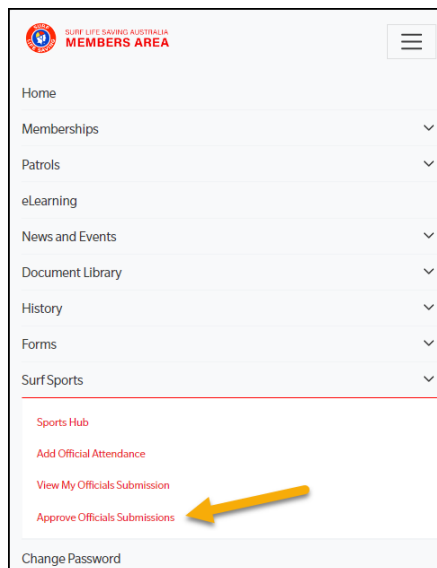 SURF LIFE SAVING AUSTRALIA
MEMBERS AREA
Home
Memberships
Patrols
eLearning
News and Events
Document Library
History
Forms
Surf Sports
Sports Hub
Add Official Attendance
View My Officials Submission
Approve Officials Submissions
Change Password